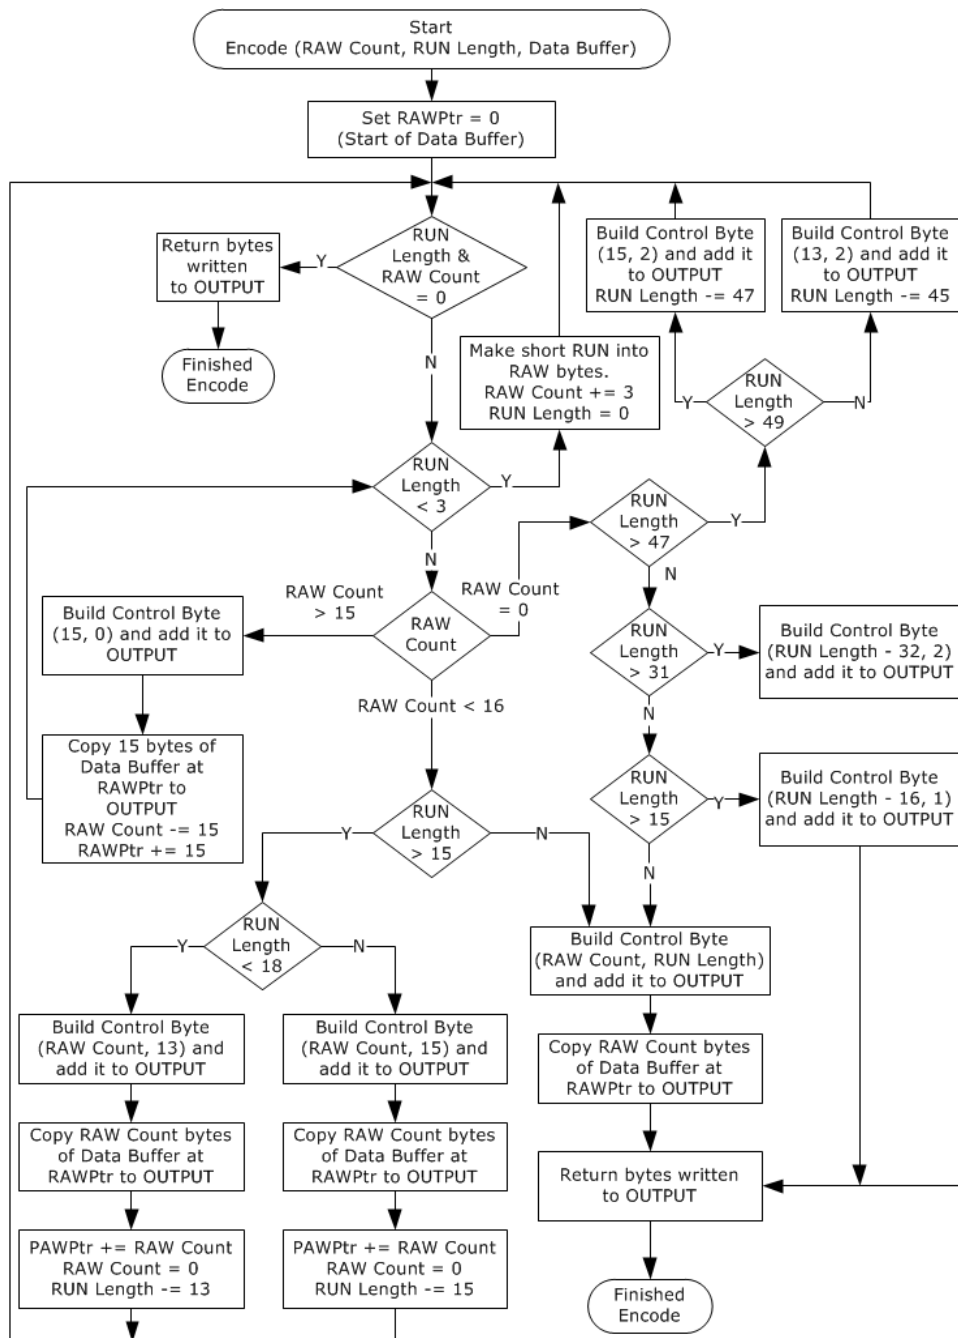 Start
Encode (RAW Count, RUN Length, Data Buffer)
Set RAWPtr = 0
(Start of Data Buffer)
RUN
Length &
RAW Count
= 0
Y
Return bytes
written
to OUTPUT
Finished
Encode
N
Build Control Byte
(15, 2) and add it
to OUTPUT
RUN Length -= 47
Build Control Byte
(13, 2) and add it
to OUTPUT
RUN Length -= 45
Make short RUN into
RAW bytes.
RAW Count += 3
RUN Length = 0
RUN
Length
> 49
Y
N
RUN
Length
< 3
Y
N
RUN
Length
> 47
Y
N
RAW Count
> 15
RAW Count
= 0
RAW
Count
RAW Count < 16
Build Control Byte
(15, 0) and add it to
OUTPUT
Copy 15 bytes of
Data Buffer at
RAWPtr to
OUTPUT
RAW Count -= 15
RAWPtr += 15
RUN
Length
> 31
Y
N
Build Control Byte
(RUN Length - 32, 2)
and add it to OUTPUT
RUN
Length
> 15
Y
N
Build Control Byte
(RUN Length - 16, 1)
and add it to OUTPUT
RUN
Length
> 15
Y
N
RUN
Length
< 18
Y
N
Build Control Byte
(RAW Count, RUN Length)
and add it to OUTPUT
Build Control Byte
(RAW Count, 13) and
add it to OUTPUT
Build Control Byte
(RAW Count, 15) and
add it to OUTPUT
Copy RAW Count bytes
of Data Buffer at
RAWPtr to OUTPUT
Copy RAW Count bytes
of Data Buffer at
RAWPtr to OUTPUT
Copy RAW Count bytes
of Data Buffer at
RAWPtr to OUTPUT
Return bytes written
to OUTPUT
PAWPtr += RAW Count
RAW Count = 0
RUN Length -= 13
PAWPtr += RAW Count
RAW Count = 0
RUN Length -= 15
Finished
Encode